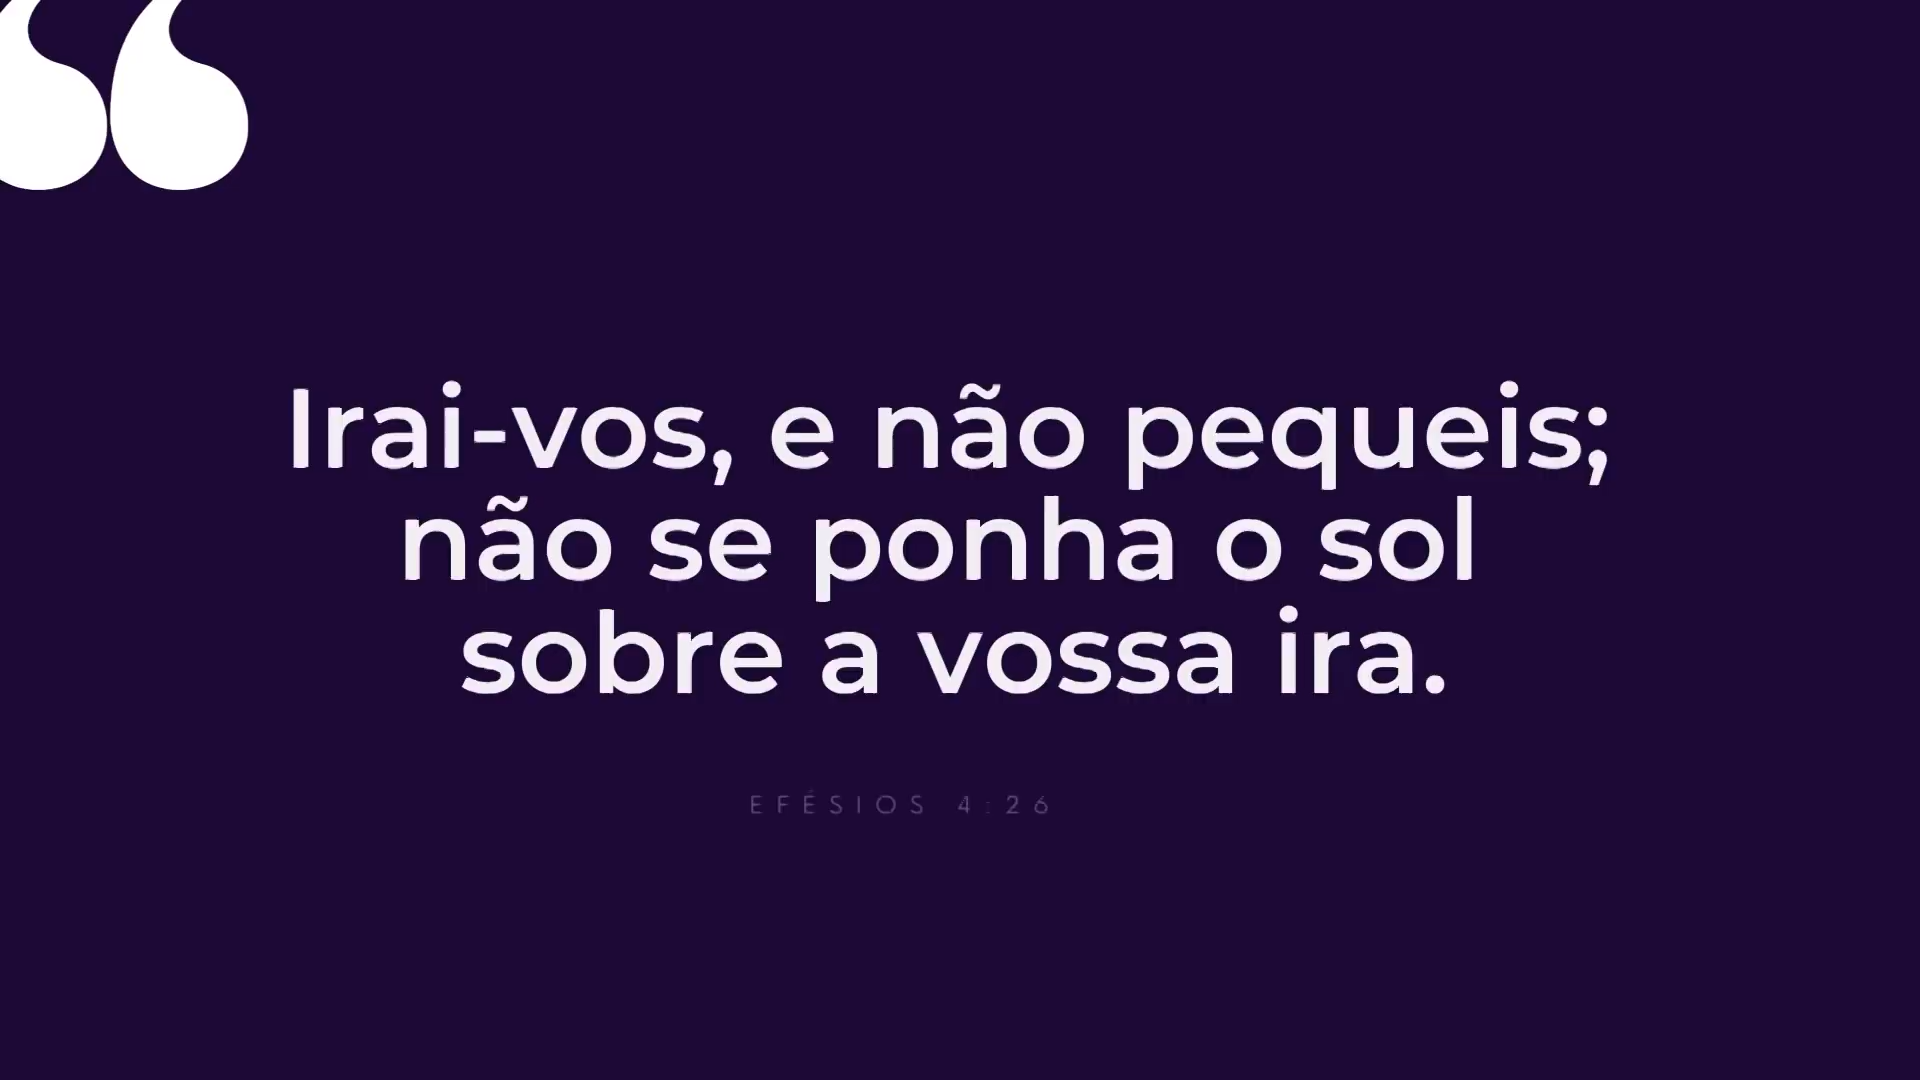 Irai-vos, e não pequeis;
não se ponha o sol
sobre a vossa ira.
EFÉSIOS 4:26